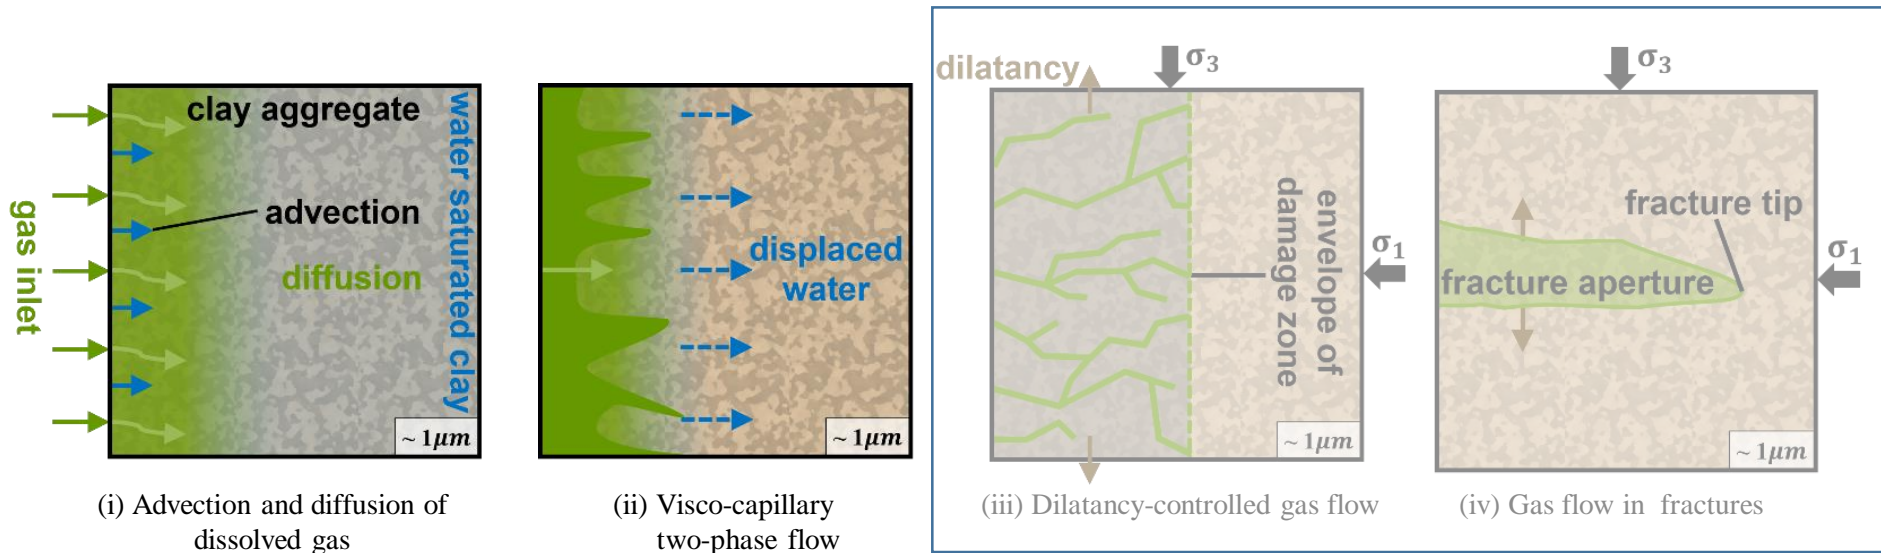 gas inlet
clay aggregate
advection
diffusion
water saturated clay
~ 1μm
(i) Advection and diffusion of
dissolved gas
displaced
water
~ 1μm
(ii) Visco-capillary
two-phase flow
dilatancy
σ3
σ1
envelope of
damage zone
~ 1μm
(iii) Dilatancy-controlled gas flow
σ3
fracture tip
σ1
fracture aperture
~ 1μm
(iv) Gas flow in fractures